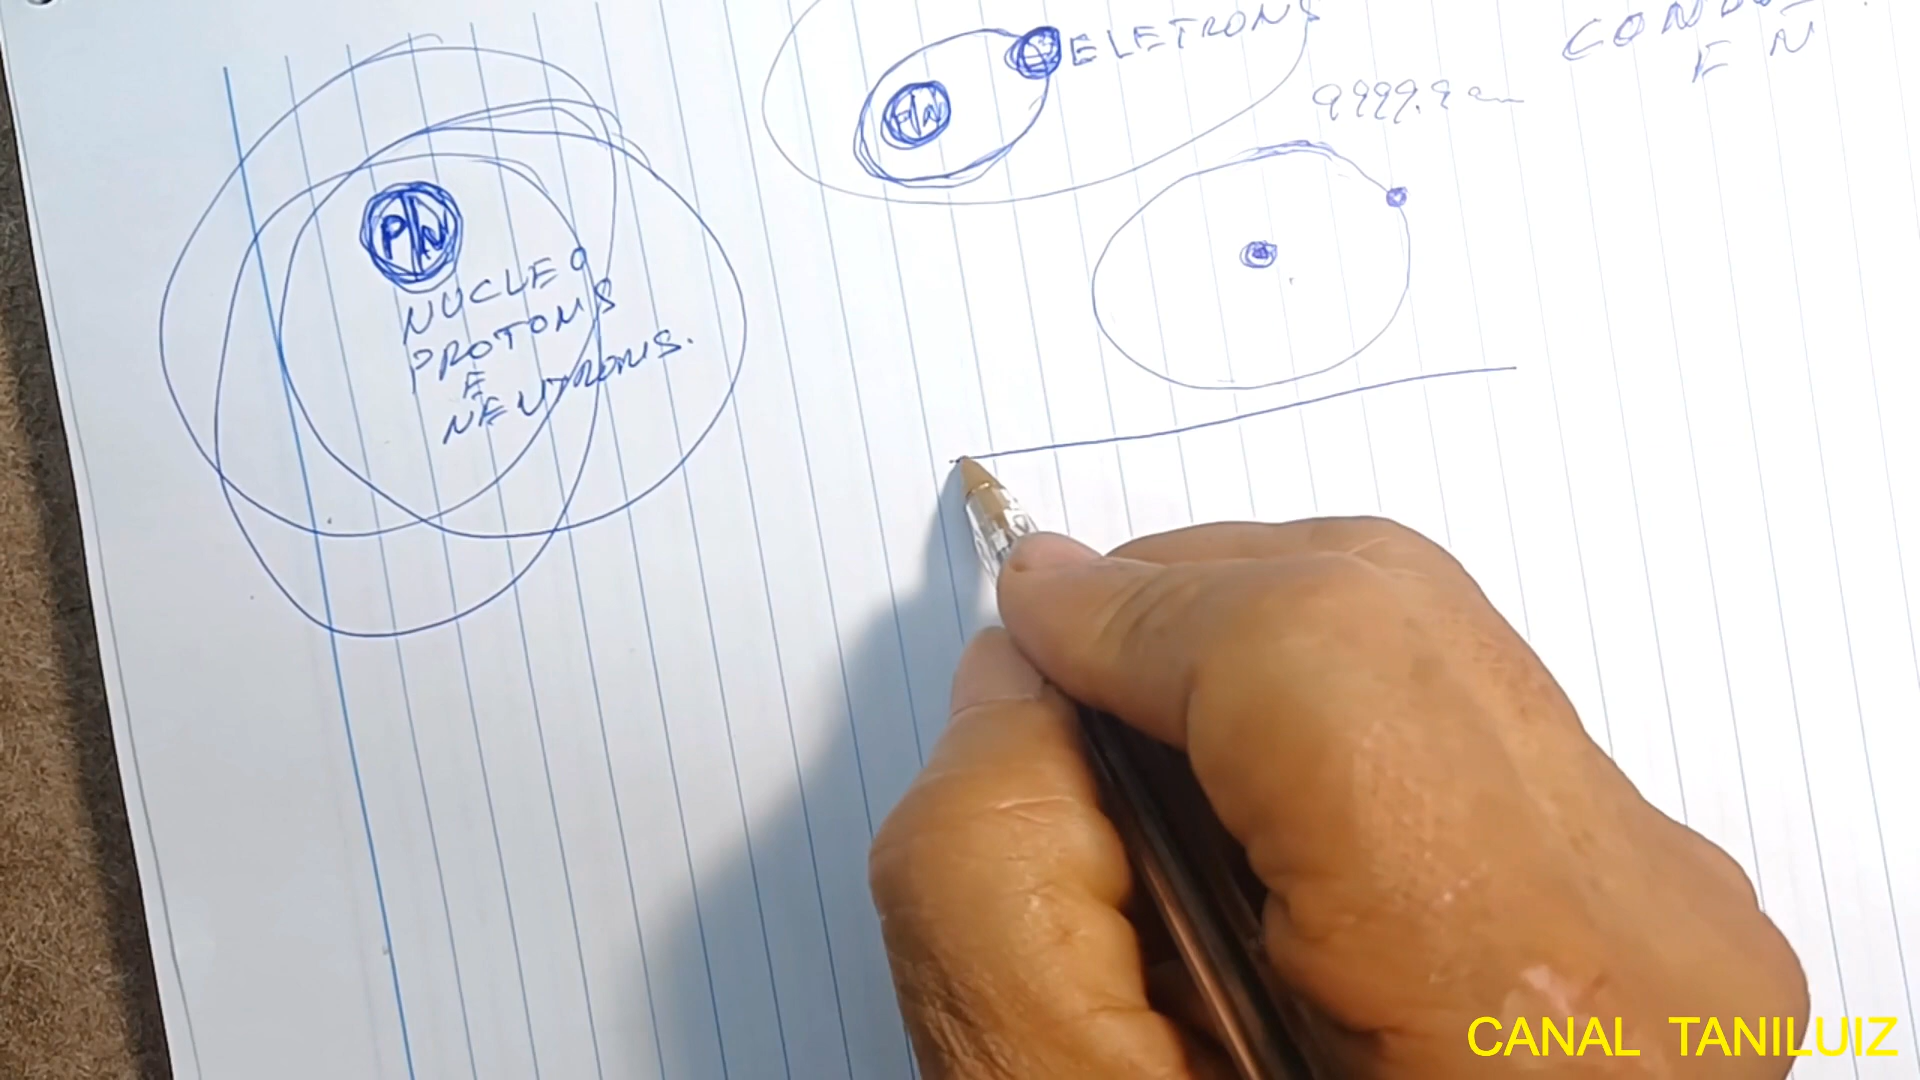 P N
NUCLEO
PROTONS
E
NEUTRONS.
P N
ELETRONS
9999.9
E N
CANAL TANILUIZ